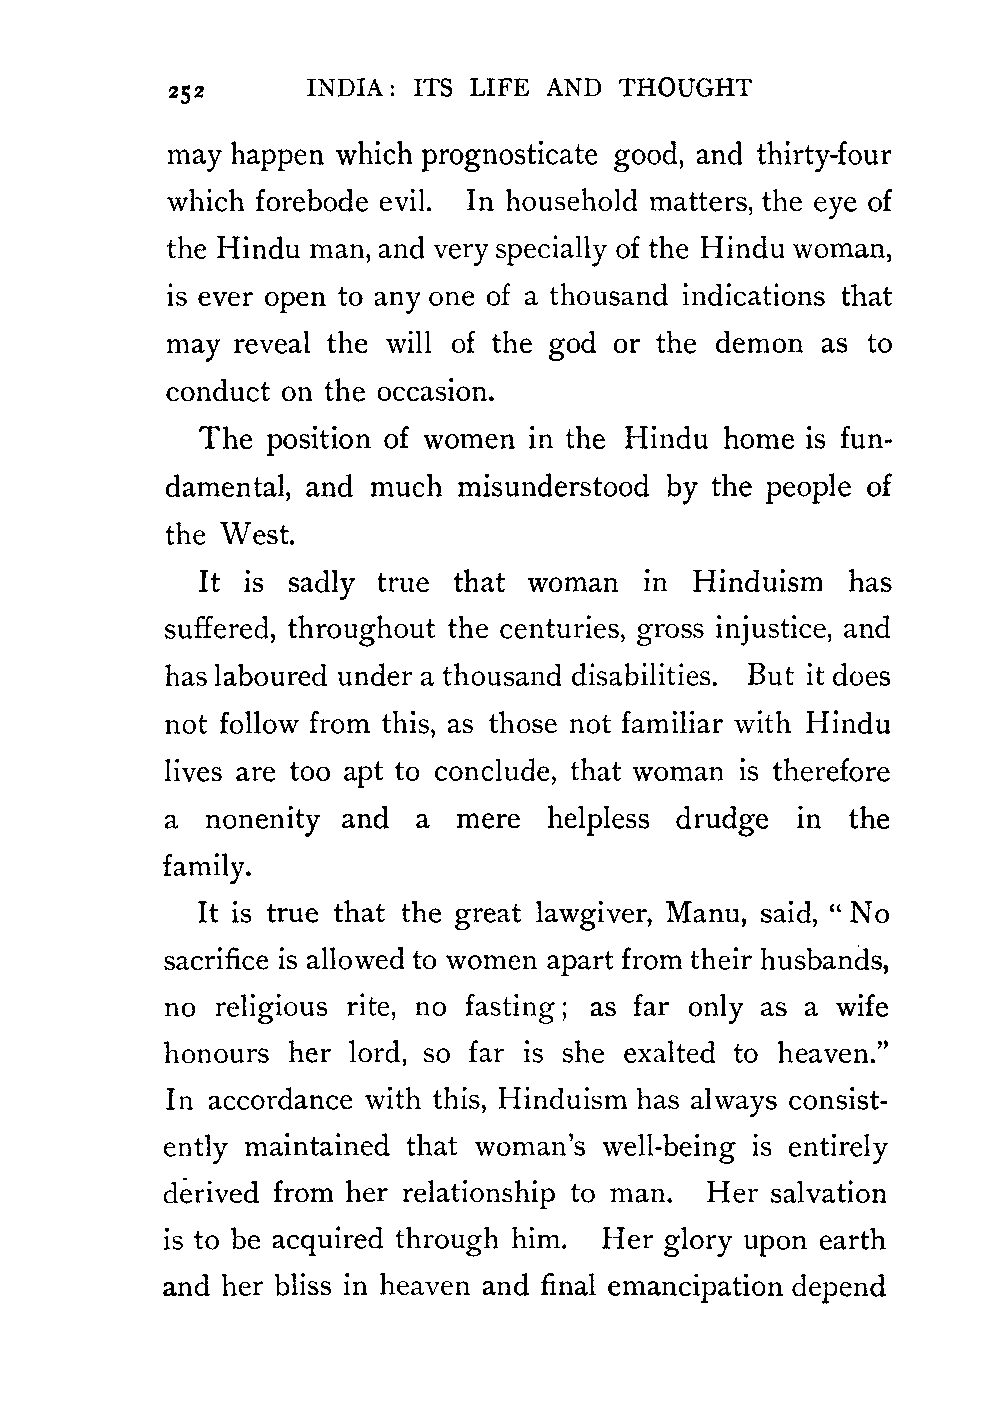 252 INDIA: ITS LIFE AND THOUGHT
may happen which prognosticate good, and thirty-four
which forebode evil. In household matters, the eye of
the Hindu man, and very specially of the Hindu woman,
is ever open to any one of a thousand indications that
may reveal the will of the god or the demon as to
conduct on the occasion.
The position of women in the Hindu home is fun-
damental, and much misunderstood by the people of
the West.
It is sadly true that woman in Hinduism has
suffered, throughout the centuries, gross injustice, and
has laboured under a thousand disabilities. But it does
not follow from this, as those not familiar with Hindu
lives are too apt to conclude, that woman is therefore
a nonenity and a mere helpless drudge in the
family.
It is true that the great lawgiver, Manu, said, “ No
sacrifice is allowed to women apart from their husbands,
no religious rite, no fasting; as far only as a wife
honours her lord, so far is she exalted to heaven.”
In accordance with this, Hinduism has always consist-
ently maintained that woman's well-being is entirely
derived from her relationship to man. Her salvation
is to be acquired through him. Her glory upon earth
and her bliss in heaven and final emancipation depend